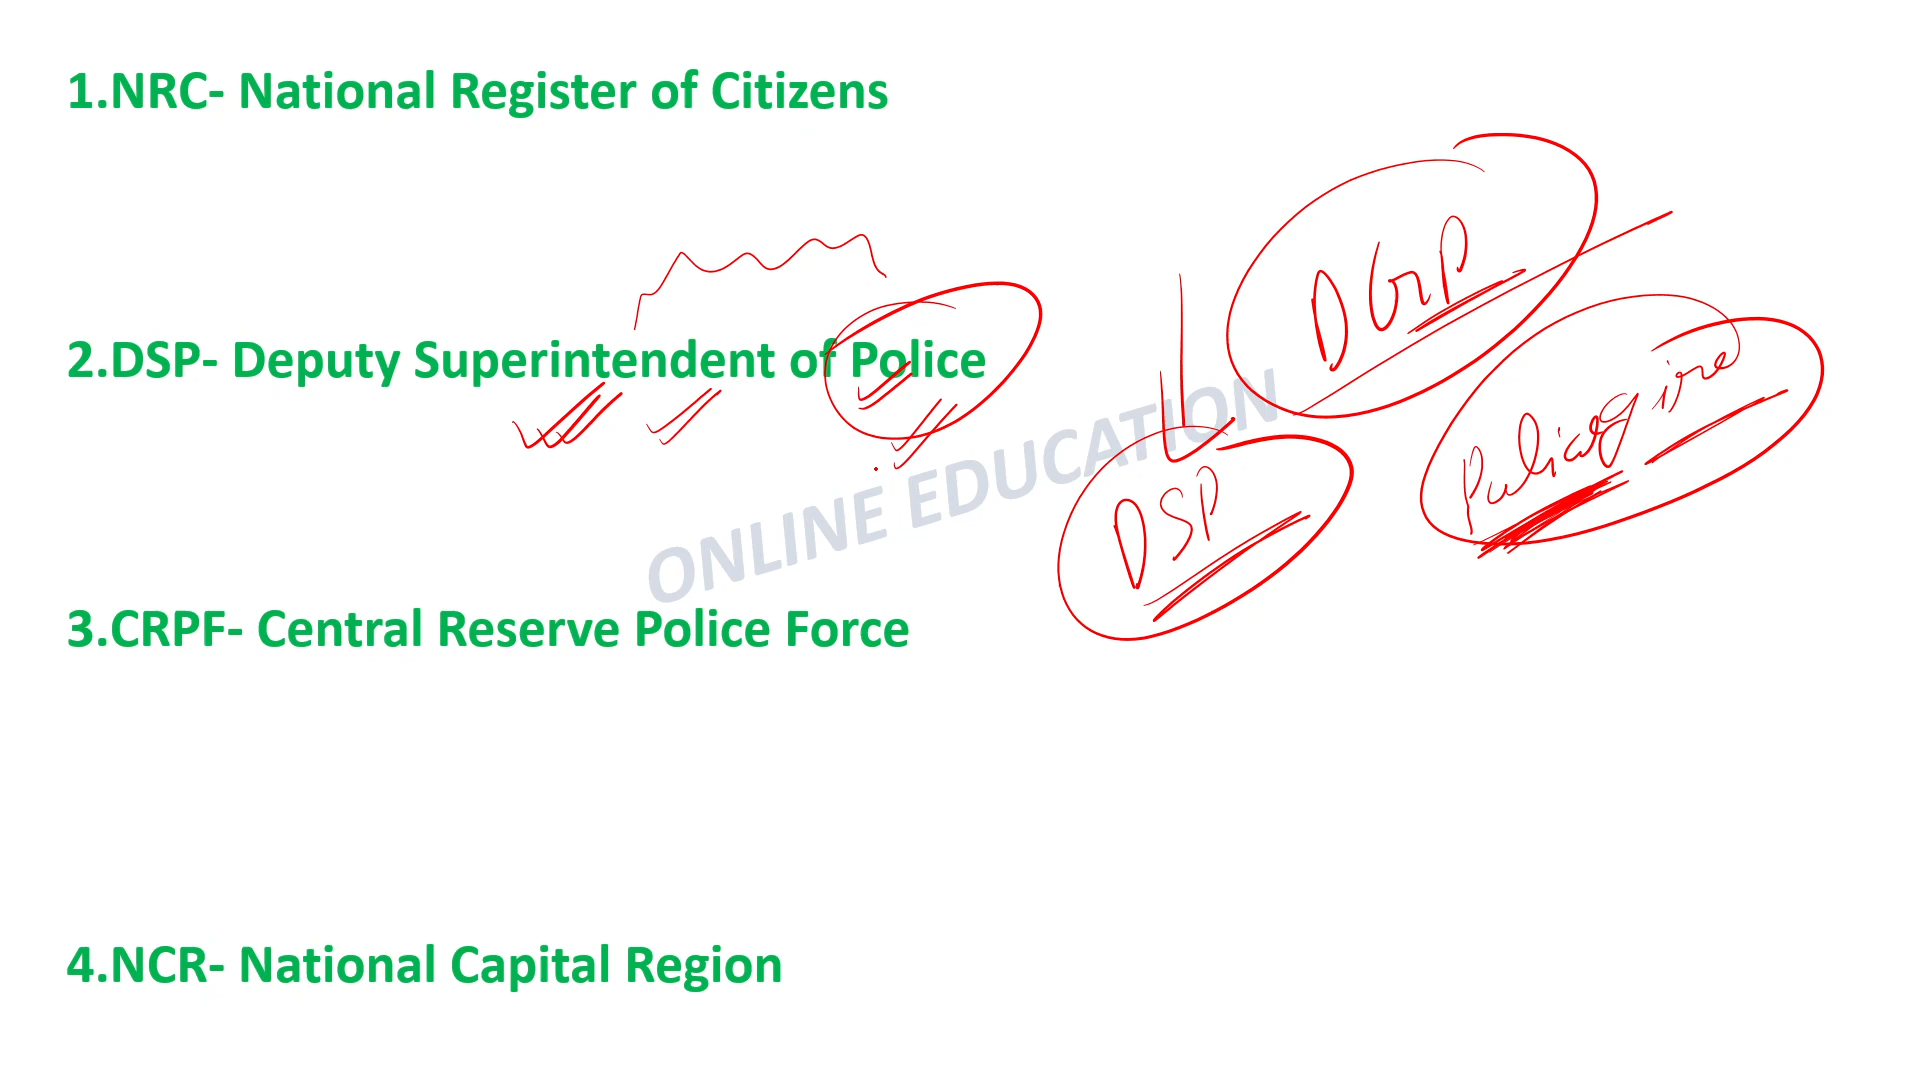 1.NRC- National Register of Citizens
DGP
2.DSP- Deputy Superintendent of Police
DSP
ONLINE EDUCATION
3.CRPF- Central Reserve Police Force
4.NCR- National Capital Region